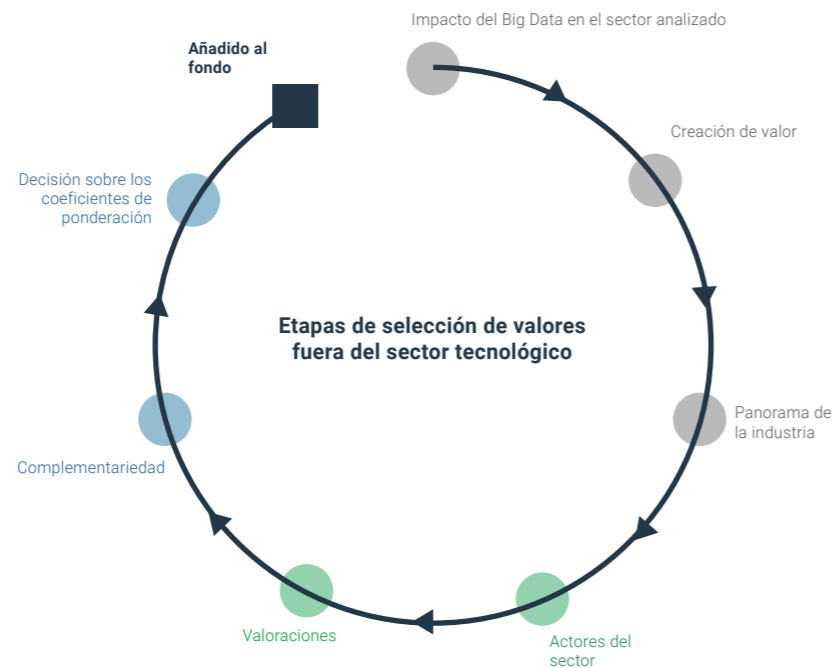 Impacto del Big Data en el sector analizado
Añadido al
fondo
Creación de valor
Decisión sobre los
coeficientes de
ponderación
Etapas de selección de valores
fuera del sector tecnológico
Panorama de
la industria
Complementariedad
Valoraciones
Actores del
sector